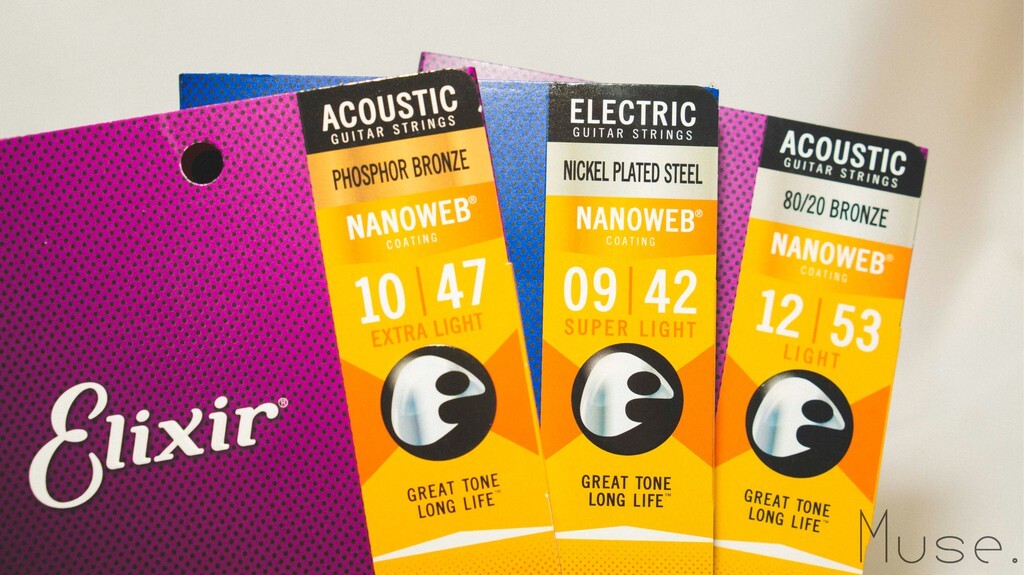 Elixir®
ACOUSTIC
GUITAR STRINGS
PHOSPHOR BRONZE
NANOWEB®
COATING
10 | 47
EXTRA LIGHT
GREAT TONE
LONG LIFE™
ELECTRIC
GUITAR STRINGS
NICKEL PLATED STEEL
NANOWEB®
COATING
09 | 42
SUPER LIGHT
GREAT TONE
LONG LIFE™
ACOUSTIC
GUITAR STRINGS
80/20 BRONZE
NANOWEB®
COATING
12 | 53
LIGHT
GREAT TONE
LONG LIFE™
Muse.